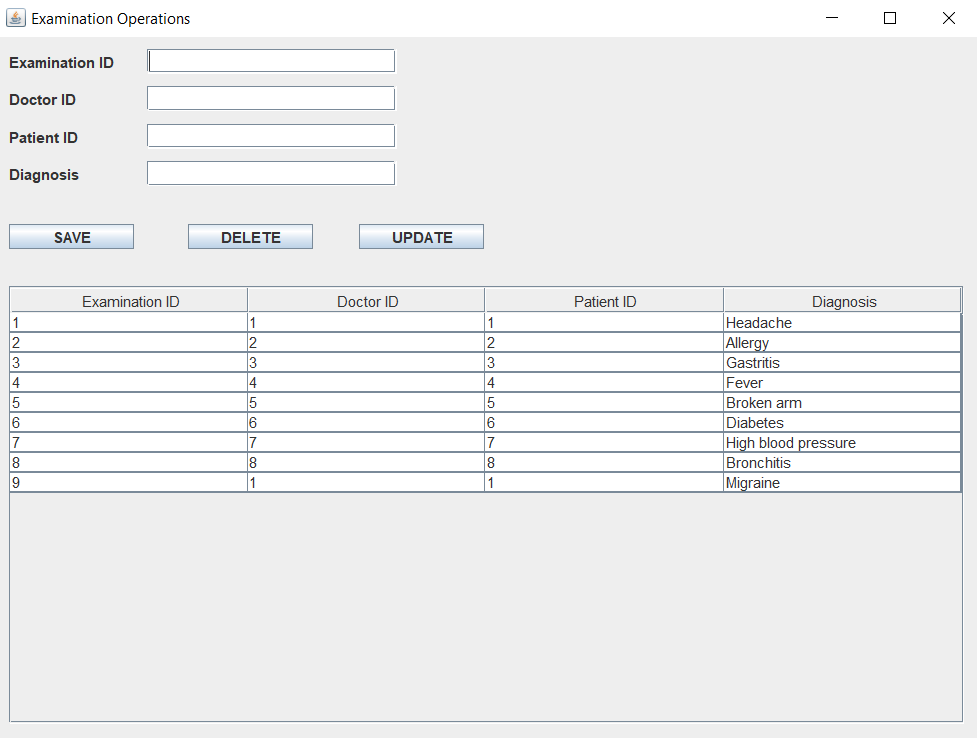 Examination Operations
Examination ID
Doctor ID
Patient ID
Diagnosis
SAVE DELETE UPDATE
Examination ID Doctor ID Patient ID Diagnosis
1 1 1 Headache
2 2 2 Allergy
3 3 3 Gastritis
4 4 4 Fever
5 5 5 Broken arm
6 6 6 Diabetes
7 7 7 High blood pressure
8 8 8 Bronchitis
9 1 1 Migraine